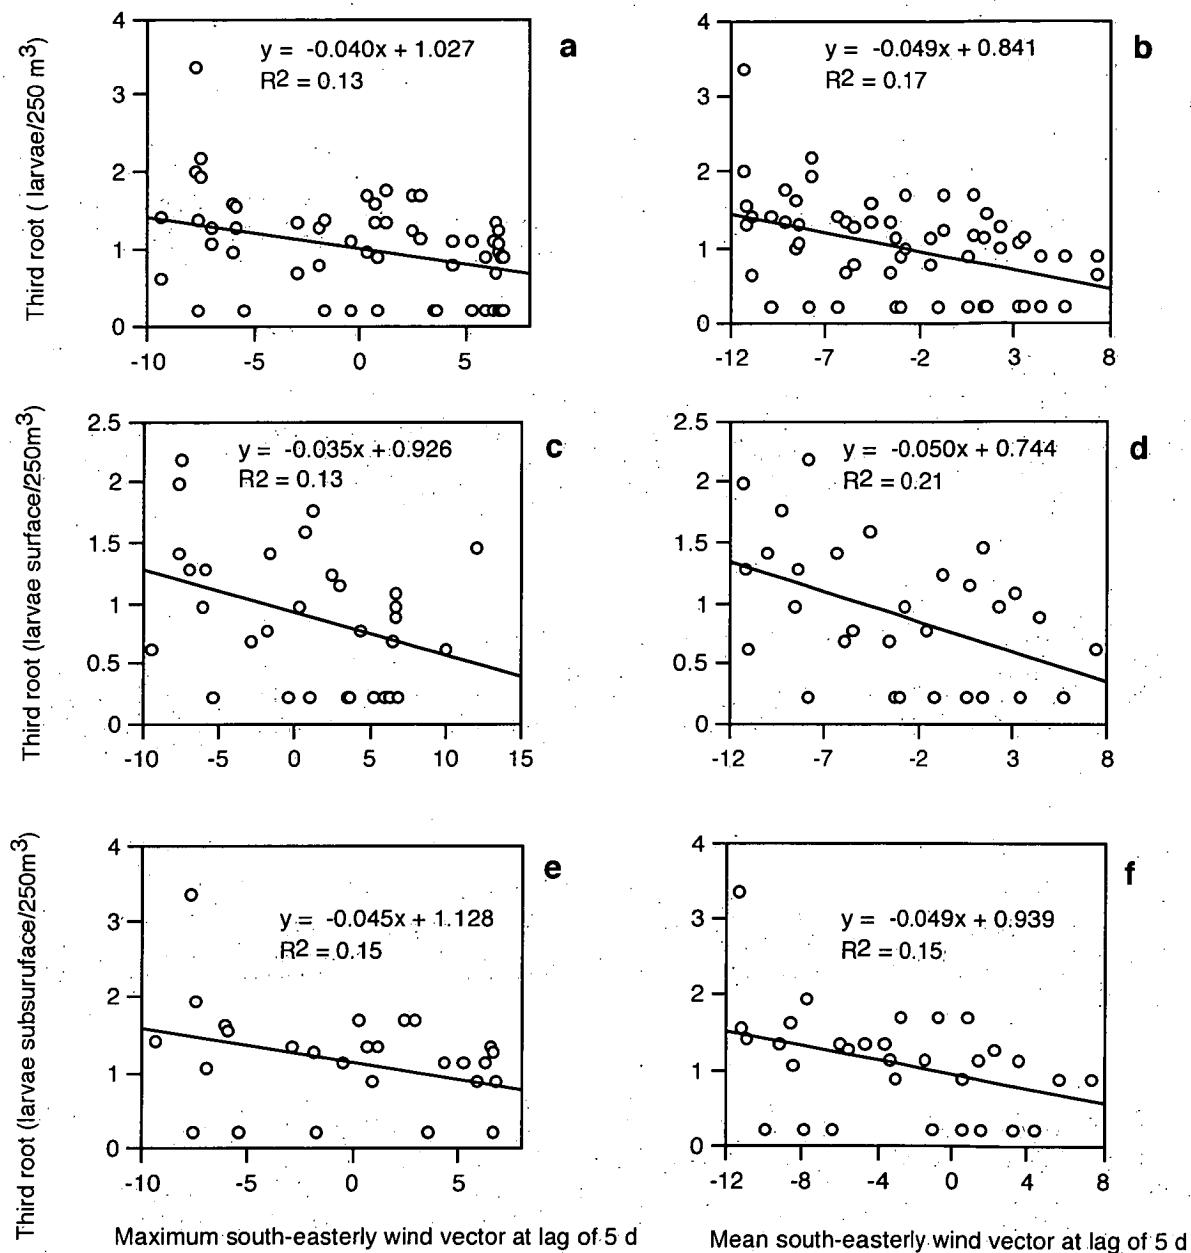 Third root ( larvae/250 m3)
4
3
2
1
0
y = -0.040x + 1.027
R2 = 0.13
a
-10 -5 0 5
4
3
2
1
0
y = -0.049x + 0.841
R2 = 0.17
b
-12 -7 -2 3 8
Third root (larvae surface/250m3)
2.5
2
1.5
1
0.5
0
y = -0.035x + 0.926
R2 = 0.13
c
-10 -5 0 5 10 15
2.5
2
1.5
1
0.5
0
y = -0.050x + 0.744
R2 = 0.21
d
-12 -7 -2 3 8
Third root (larvae subsuruface/250m3)
4
3
2
1
0
y = -0.045x + 1.128
R2 = 0.15
e
-10 -5 0 5
Maximum south-easterly wind vector at lag of 5 d
4
3
2
1
0
y = -0.049x + 0.939
R2 = 0.15
f
-12 -8 -4 0 4 8
Mean south-easterly wind vector at lag of 5 d